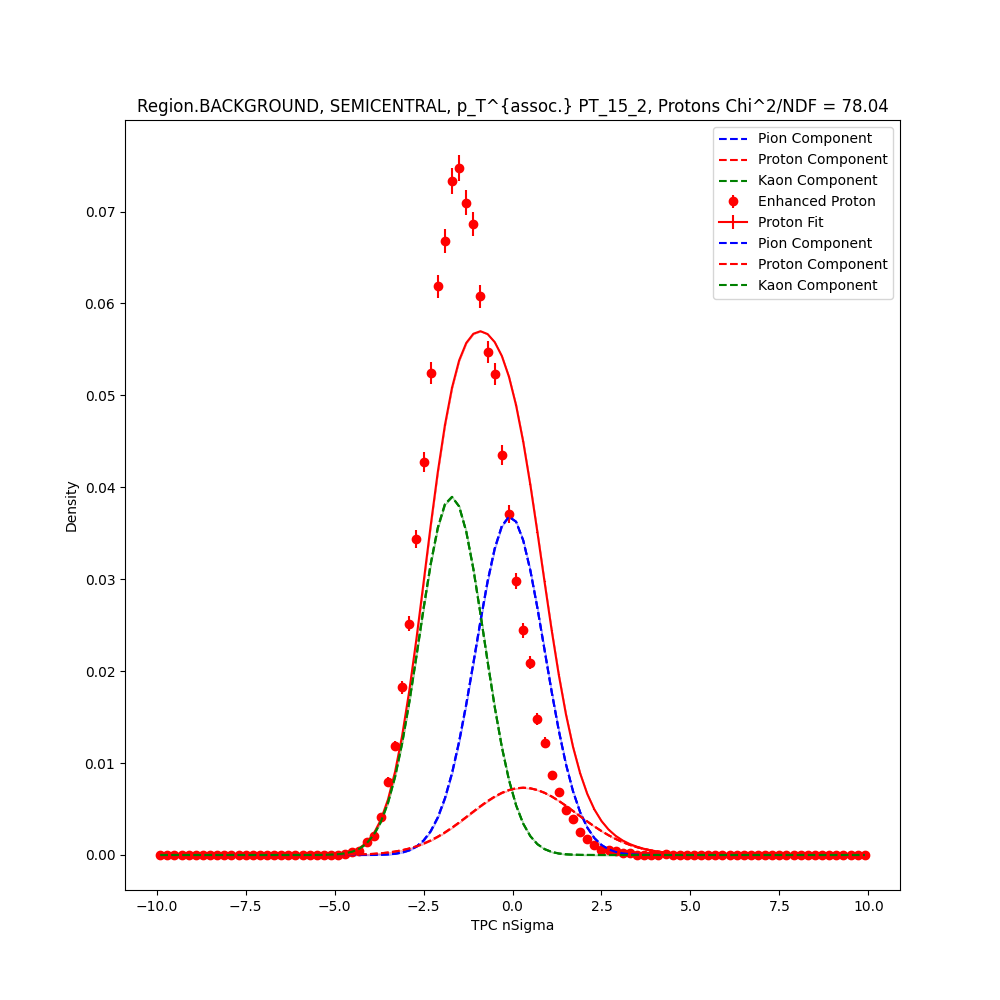 Region.BACKGROUND, SEMICENTRAL, p_T^{assoc.} PT_15_2, Protons Chi^2/NDF = 78.04
Pion Component
Proton Component
Kaon Component
Enhanced Proton
Proton Fit
Pion Component
Proton Component
Kaon Component
0.07
0.06
0.05
0.04
0.03
0.02
0.01
0.00
Density
−10.0 −7.5 −5.0 −2.5 0.0 2.5 5.0 7.5 10.0
TPC nSigma